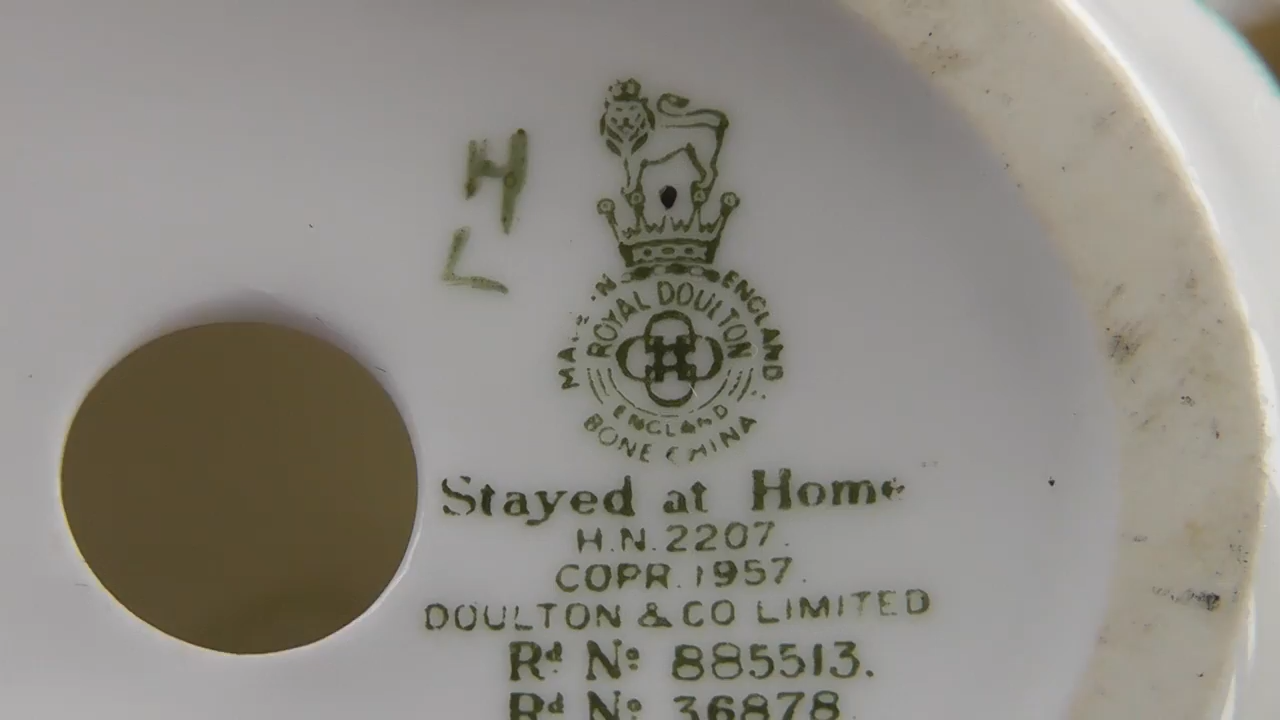 H
L
MADE IN ENGLAND
ROYAL DOULTON
ENGLAND
BONE CHINA
Stayed at Home
H.N.2207.
COPR.1957.
DOULTON & CO LIMITED
Rd No 885513.
Rd No 36878.